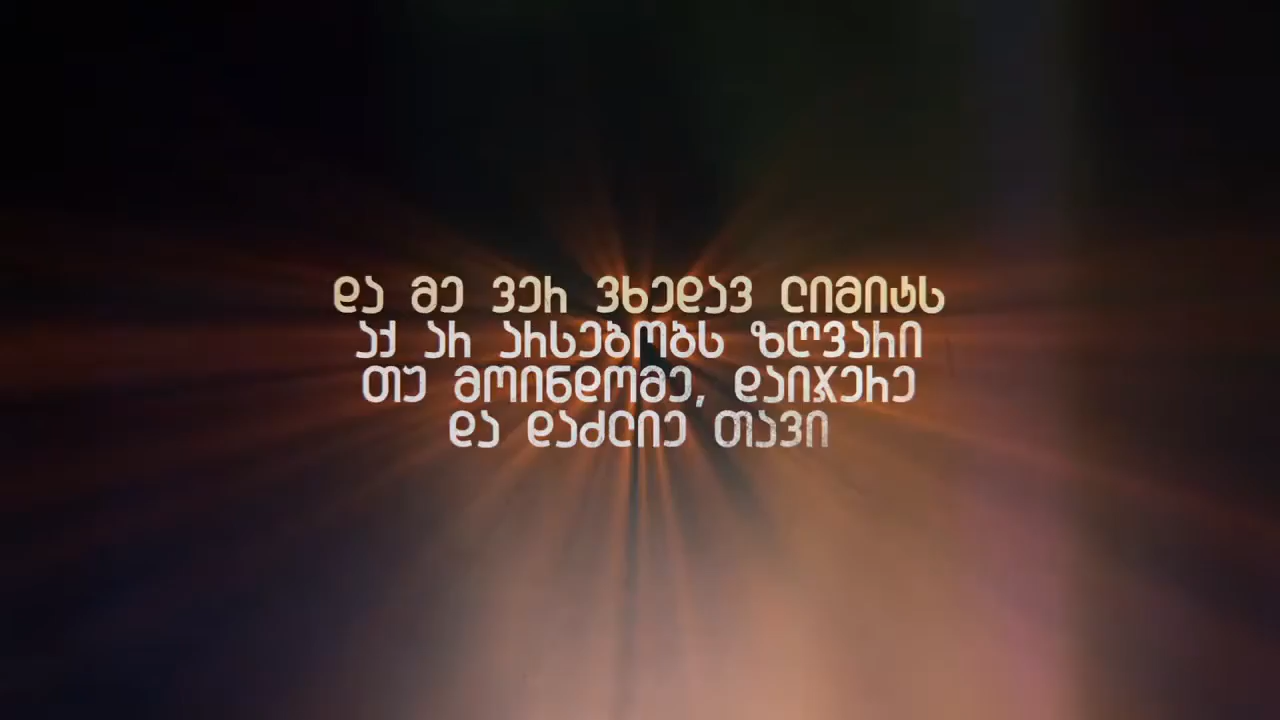 და მე ვერ ვხედავ ლიმიტს
აქ არ არსებობს ზღვარი
თუ მოინდომე, დაიჯერე
და დაძლიე თავი